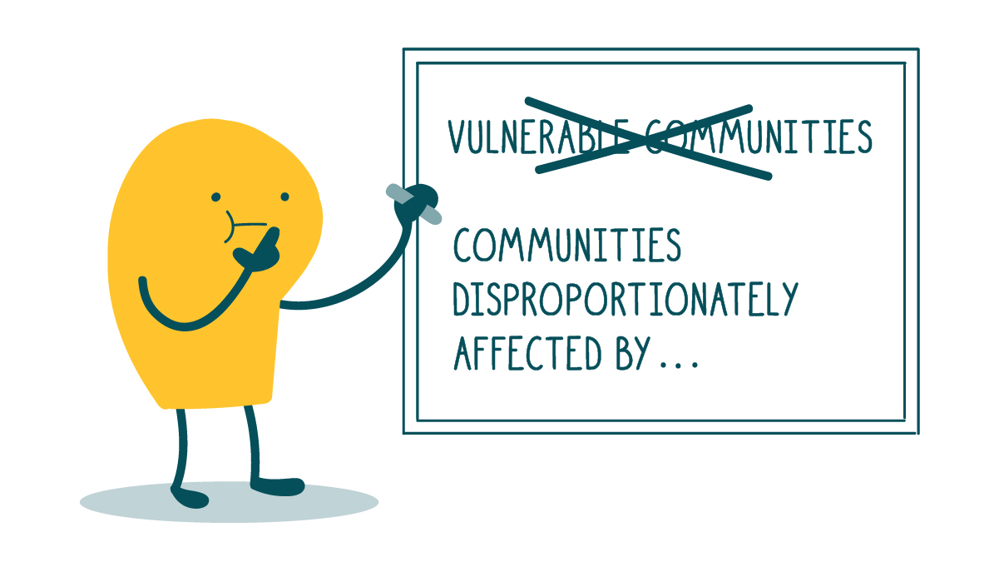 VULNERABLE COMMUNITIES
COMMUNITIES
DISPROPORTIONATELY
AFFECTED BY...